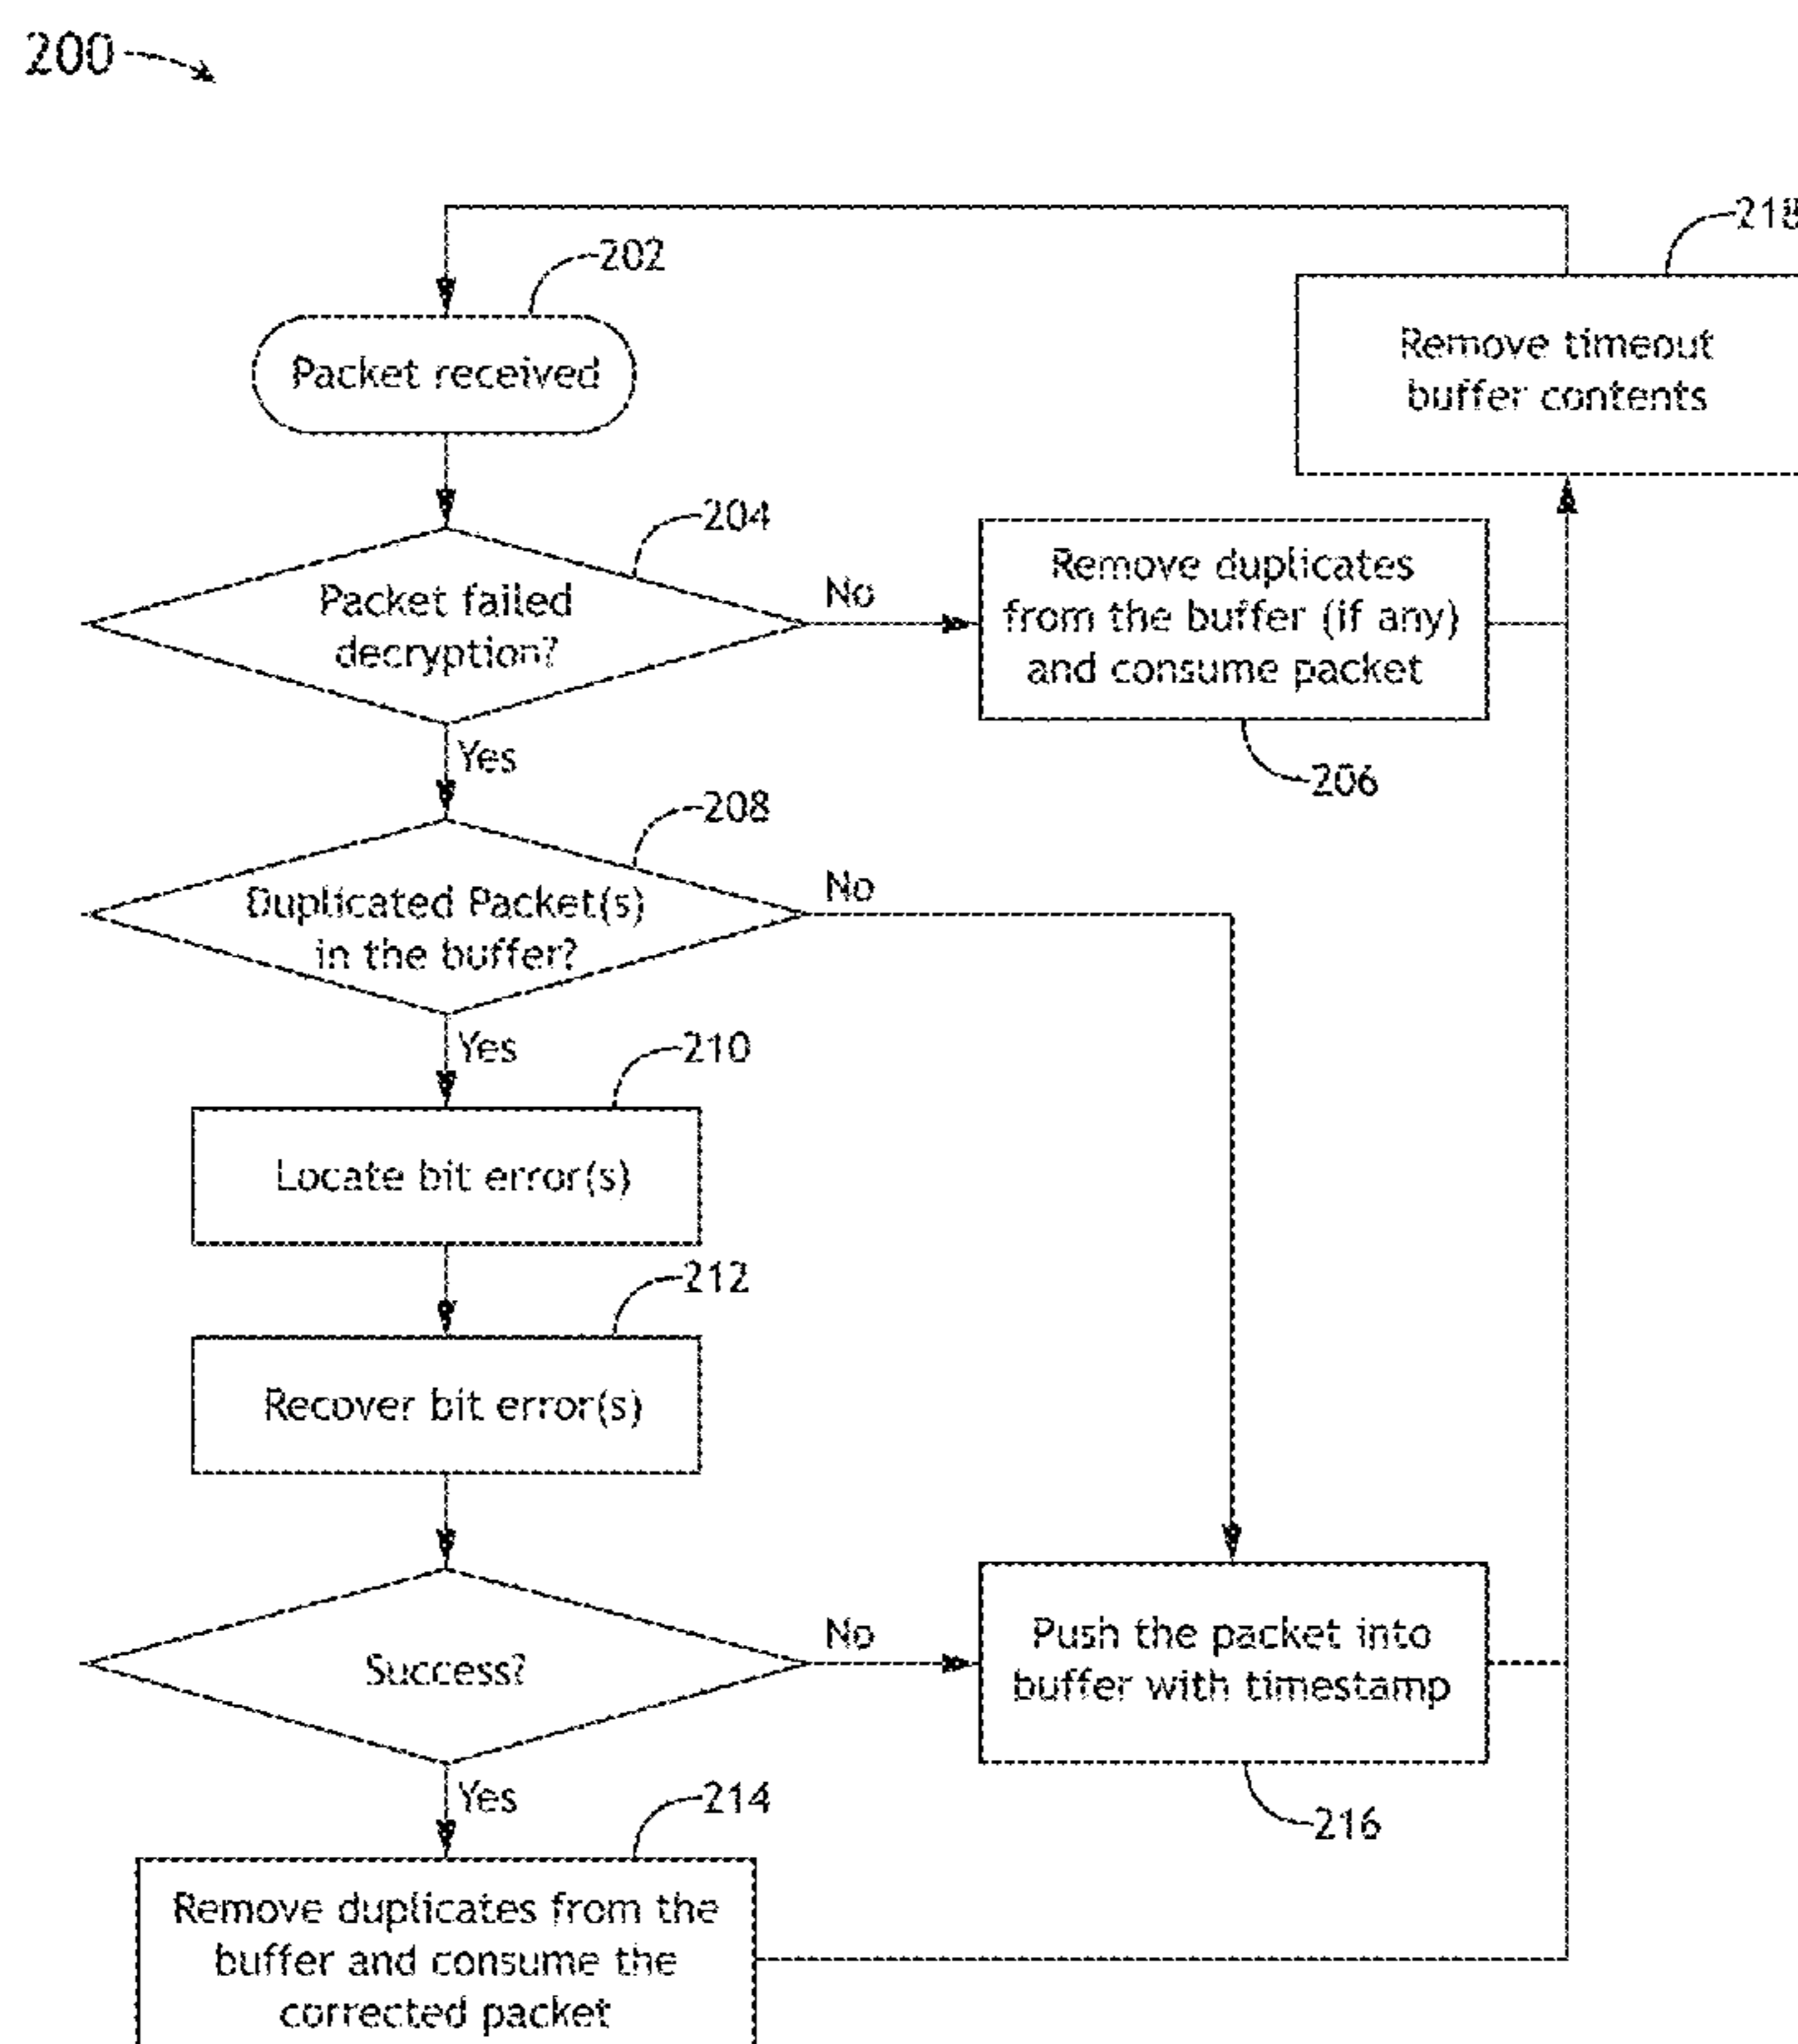 200
218
202
Packet received
Remove timeout
buffer contents
204
Packet failed
decryption?
No
Remove duplicates
from the buffer (if any)
and consume packet
206
Yes
208
Duplicated Packet(s)
in the buffer?
No
Yes
210
Locate bit error(s)
212
Recover bit error(s)
Success?
No
Push the packet into
buffer with timestamp
216
Yes
214
Remove duplicates from the
buffer and consume the
corrected packet